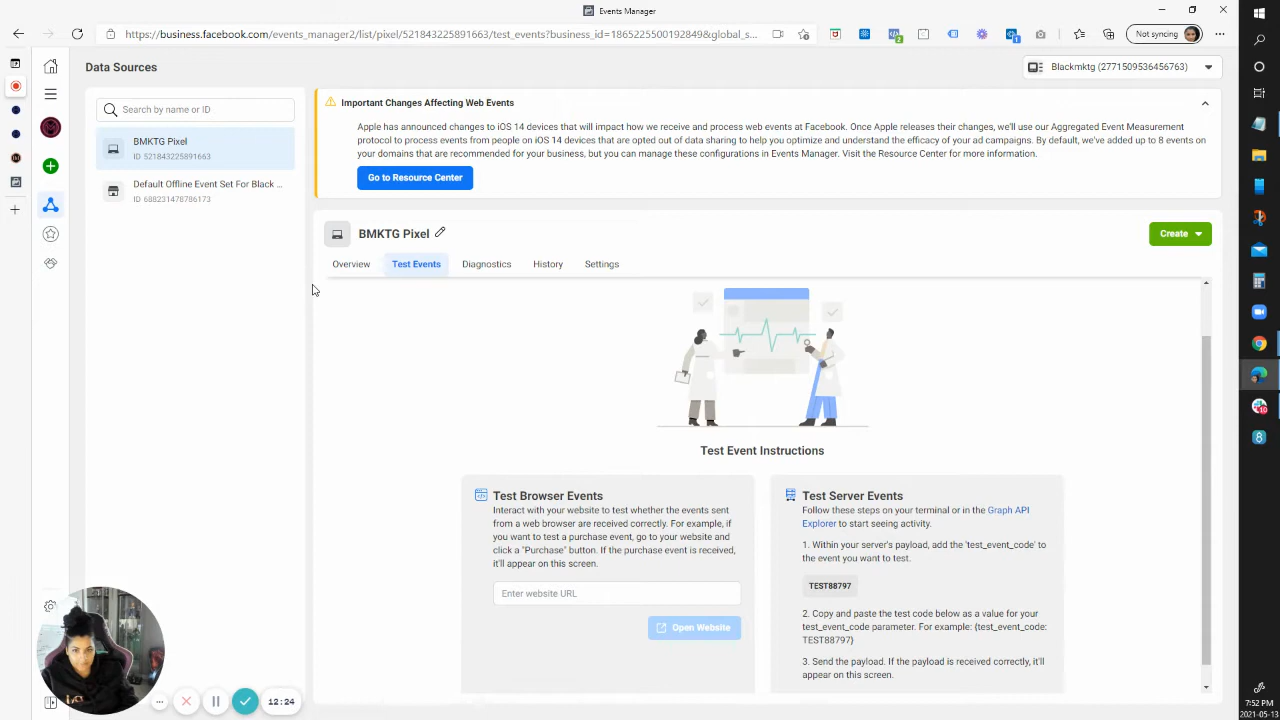 Events Manager
https://business.facebook.com/events_manager2/list/pixel/521843225891663/test_events?business_id=1865225500192849&global_s...
Not syncing
Data Sources
Blackmktg (2771509536456763)
Search by name or ID
BMKTG Pixel
ID 521843225891663
Default Offline Event Set For Black ...
ID 688231478786173
Important Changes Affecting Web Events
Apple has announced changes to iOS 14 devices that will impact how we receive and process web events at Facebook. Once Apple releases their changes, we'll use our Aggregated Event Measurement
protocol to process events from people on iOS 14 devices that are opted out of data sharing to help you optimize and understand the efficacy of your ad campaigns. By default, we've added up to 8 events on
your domains that are recommended for your business, but you can manage these configurations in Events Manager. Visit the Resource Center for more information.
Go to Resource Center
BMKTG Pixel
Create
Overview
Test Events
Diagnostics
History
Settings
Test Event Instructions
Test Browser Events
Interact with your website to test whether the events sent
from a web browser are received correctly. For example, if
you want to test a purchase event, go to your website and
click a "Purchase" button. If the purchase event is received,
it'll appear on this screen.
Enter website URL
Open Website
Test Server Events
Follow these steps on your terminal or in the Graph API
Explorer to start seeing activity.
1. Within your server's payload, add the 'test_event_code' to
the event you want to test.
TEST88797
2. Copy and paste the test code below as a value for your
test_event_code parameter. For example: {test_event_code:
TEST88797}
3. Send the payload. If the payload is received correctly, it'll
appear on this screen.
12:24
7:52 PM
2021-05-13